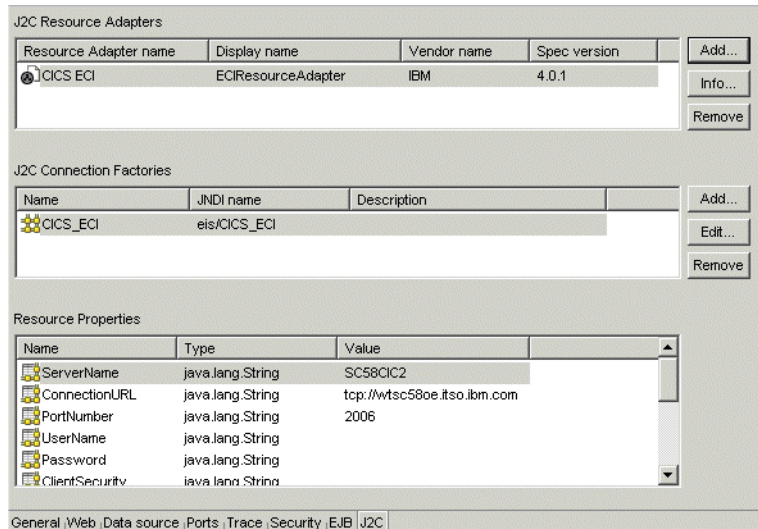 J2C Resource Adapters
Resource Adapter name Display name Vendor name Spec version Add...
CICS ECI ECIResourceAdapter IBM 4.0.1
Info...
Remove
J2C Connection Factories
Name JNDI name Description Add...
CICS_ECI eis/CICS_ECI
Edit...
Remove
Resource Properties
Name Type Value
ServerName java.lang.String SC58CIC2
ConnectionURL java.lang.String tcp://wtsc58oe.itso.ibm.com
PortNumber java.lang.String 2006
UserName java.lang.String
Password java.lang.String
ClientSecurity java.lang.String
General Web Data source Ports Trace Security EJB J2C